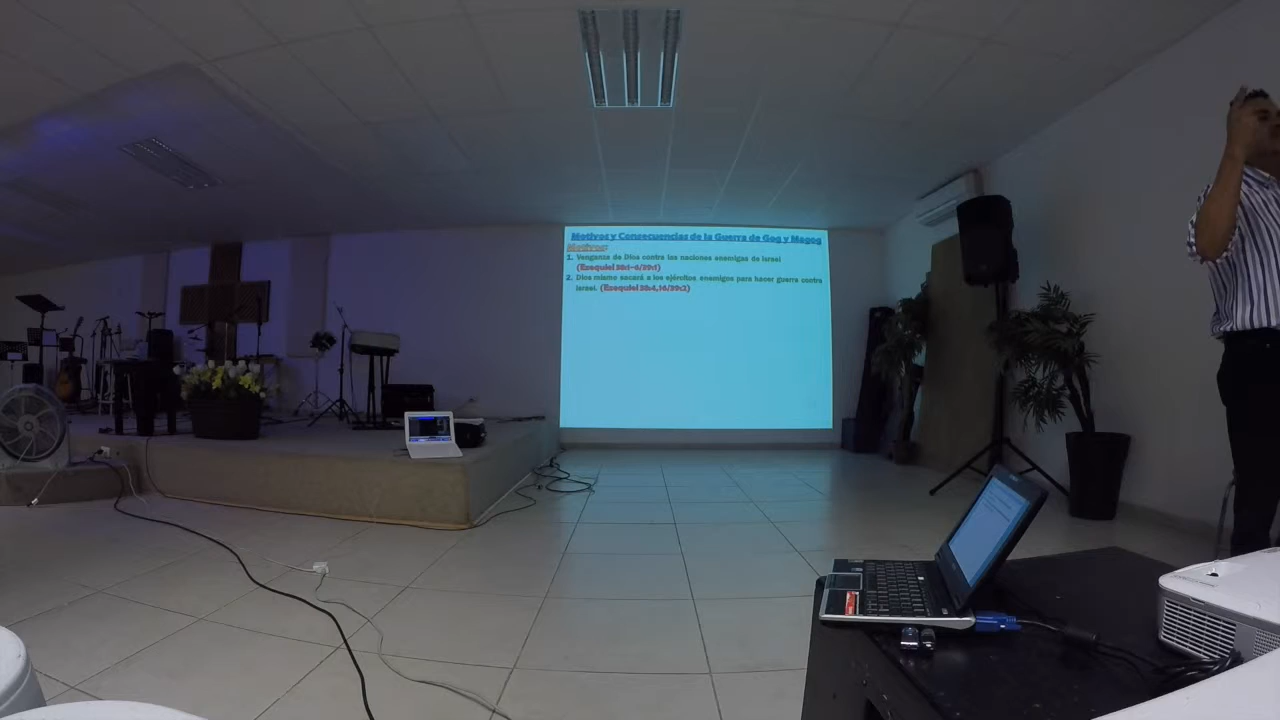 Motivos y Consecuencias de la Guerra de Gog y Magog
Motivos:
1. Venganza de Dios contra las naciones enemigas de Israel
(Ezequiel 38:1-6/39:1)
2. Dios mismo sacará a los ejércitos enemigos para hacer guerra contra
Israel. (Ezequiel 38:4,16/39:2)